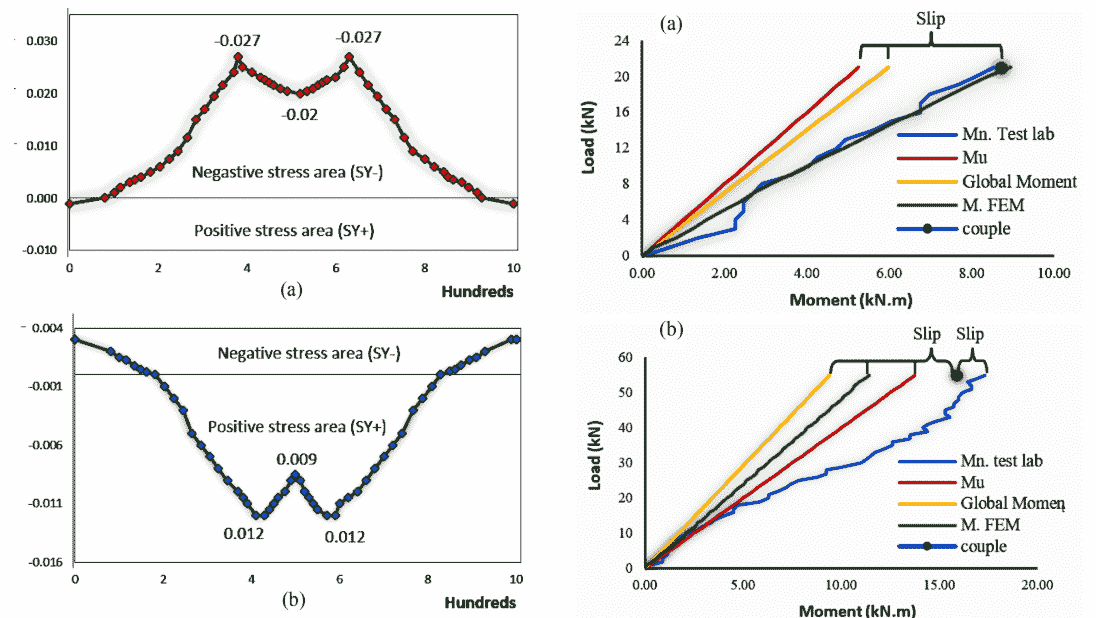 0.030
0.020
0.010
0.000
-0.010
-0.027
-0.027
-0.02
Negastive stress area (SY-)
Positive stress area (SY+)
0 2 4 6 8 10
Hundreds
(a)
0.004
-0.001
-0.006
-0.011
-0.016
Negative stress area (SY-)
Positive stress area (SY+)
0.009
0.012
0.012
0 2 4 6 8 10
Hundreds
(b)
(a)
Slip
Load (kN)
24
20
16
12
8
4
0
Mn. Test lab
Mu
Global Moment
M. FEM
couple
0.00 2.00 4.00 6.00 8.00 10.00
Moment (kN.m)
(b)
Slip Slip
Load (kN)
60
50
40
30
20
10
0
Mn. test lab
Mu
Global Momen
M. FEM
couple
0.00 5.00 10.00 15.00 20.00
Moment (kN.m)